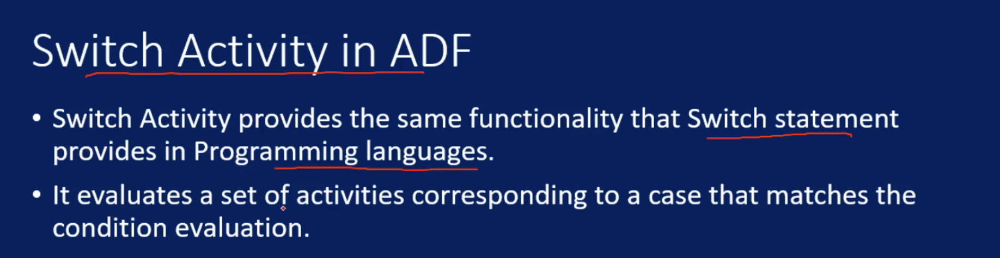 Switch Activity in ADF
• Switch Activity provides the same functionality that Switch statement
provides in Programming languages.
• It evaluates a set of activities corresponding to a case that matches the
condition evaluation.